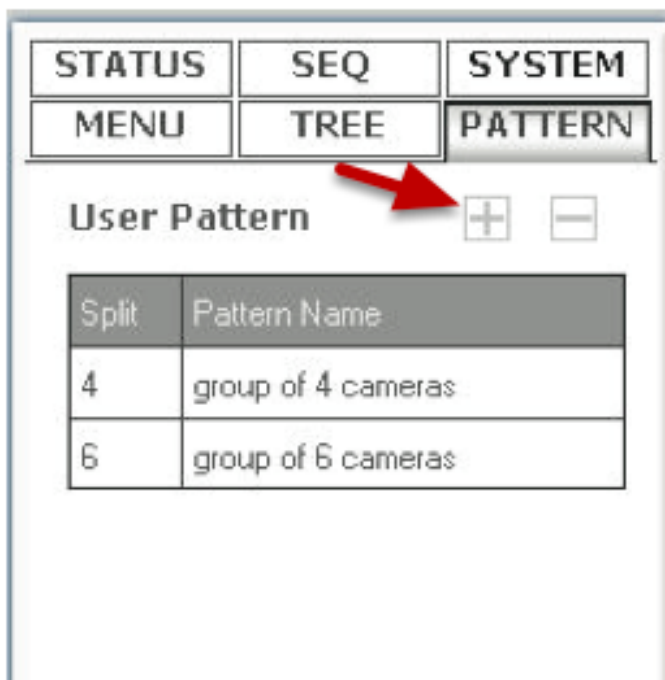 STATUS SEQ SYSTEM
MENU TREE PATTERN
User Pattern + −
Split Pattern Name
4 group of 4 cameras
6 group of 6 cameras